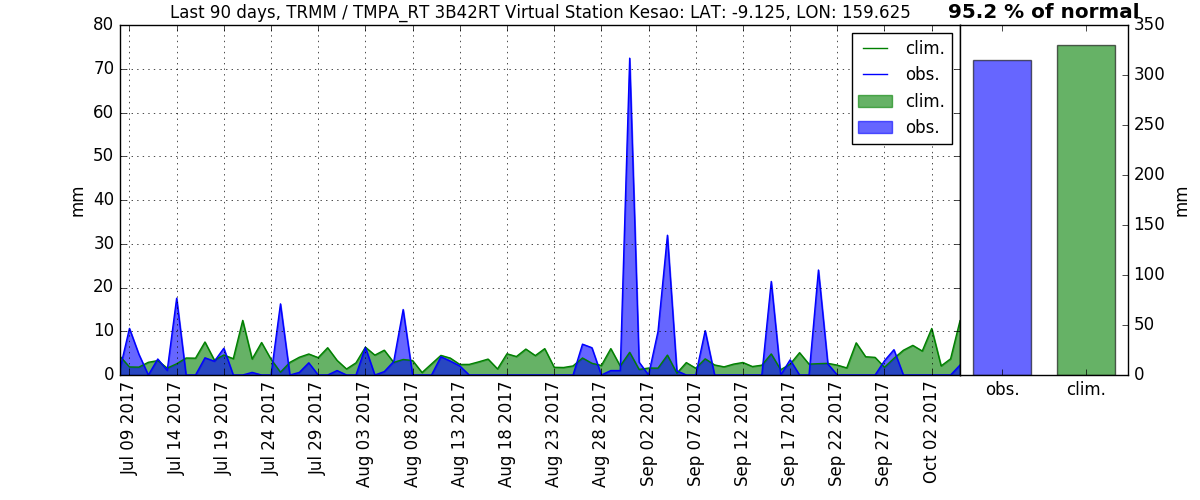 Last 90 days, TRMM / TMPA_RT 3B42RT Virtual Station Kesao: LAT: -9.125, LON: 159.625
95.2 % of normal
mm
80
70
60
50
40
30
20
10
0
clim.
obs.
clim.
obs.
Jul 09 2017
Jul 14 2017
Jul 19 2017
Jul 24 2017
Jul 29 2017
Aug 03 2017
Aug 08 2017
Aug 13 2017
Aug 18 2017
Aug 23 2017
Aug 28 2017
Sep 02 2017
Sep 07 2017
Sep 12 2017
Sep 17 2017
Sep 22 2017
Sep 27 2017
Oct 02 2017
350
300
250
200
150
100
50
0
mm
obs.
clim.